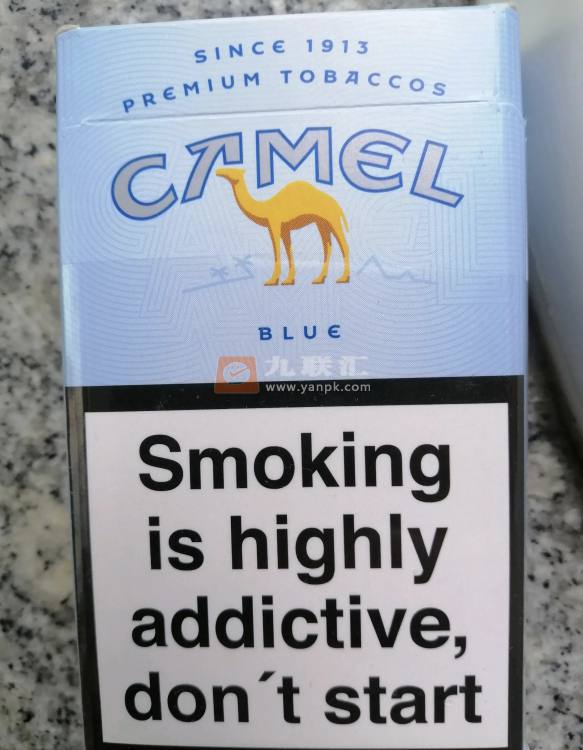 SINCE 1913
PREMIUM TOBACCOS
CAMEL
BLUE
九联汇
www.yanpk.com
Smoking
is highly
addictive,
don´t start